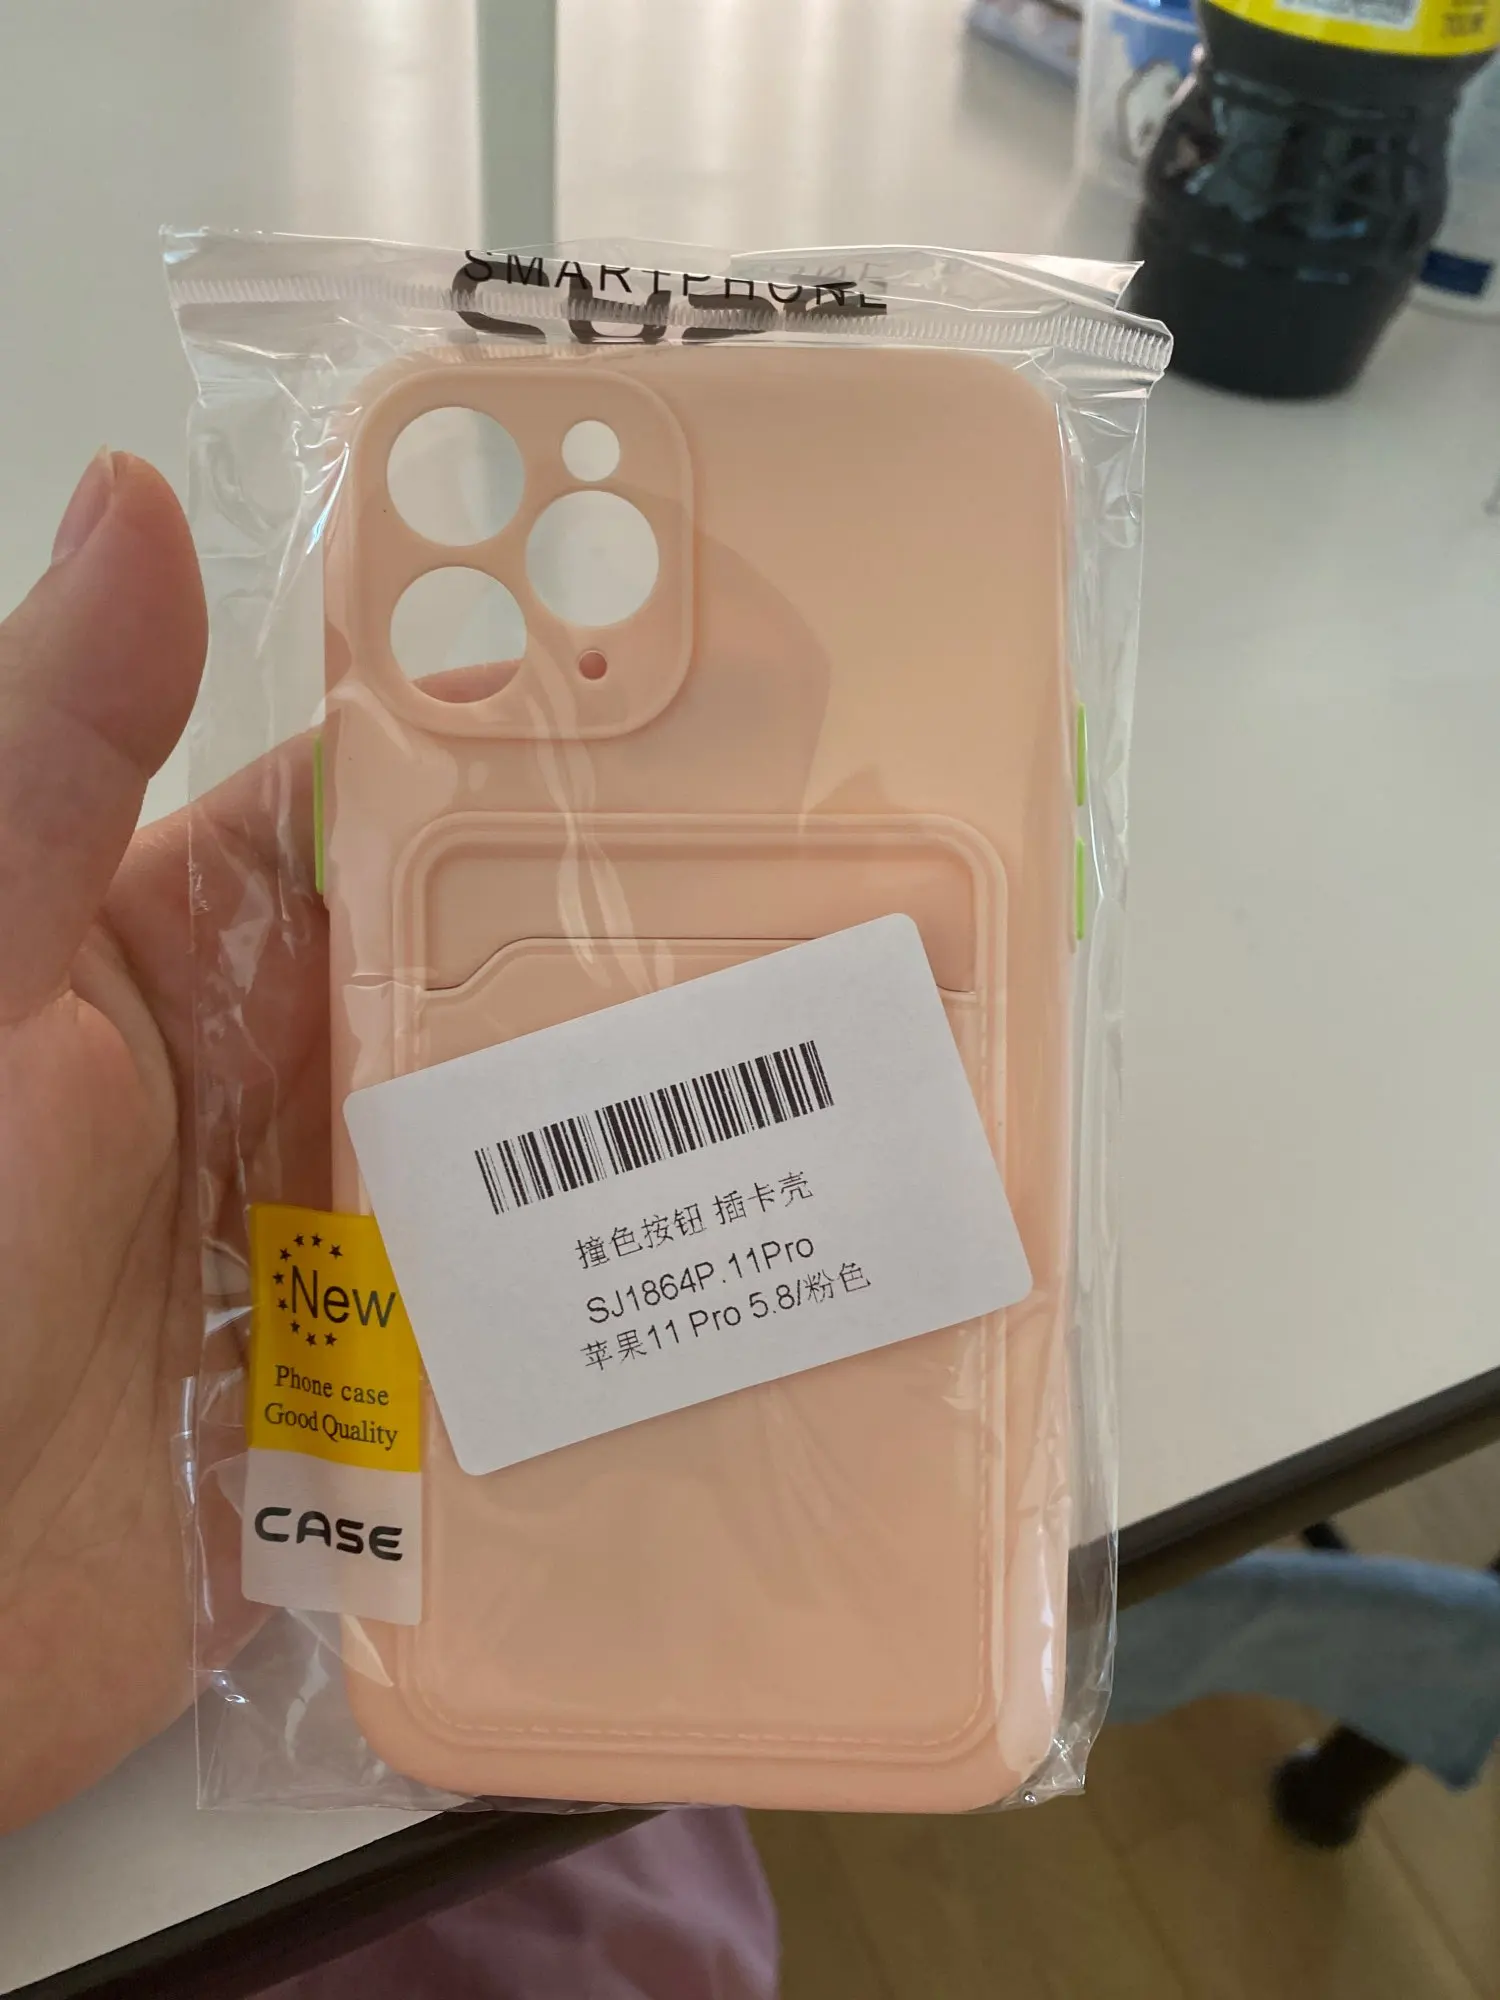 SMARTPHONE
撞色按钮 插卡壳
SJ1864P.11Pro
苹果11 Pro 5.8/粉色
New
Phone case
Good Quality
CASE